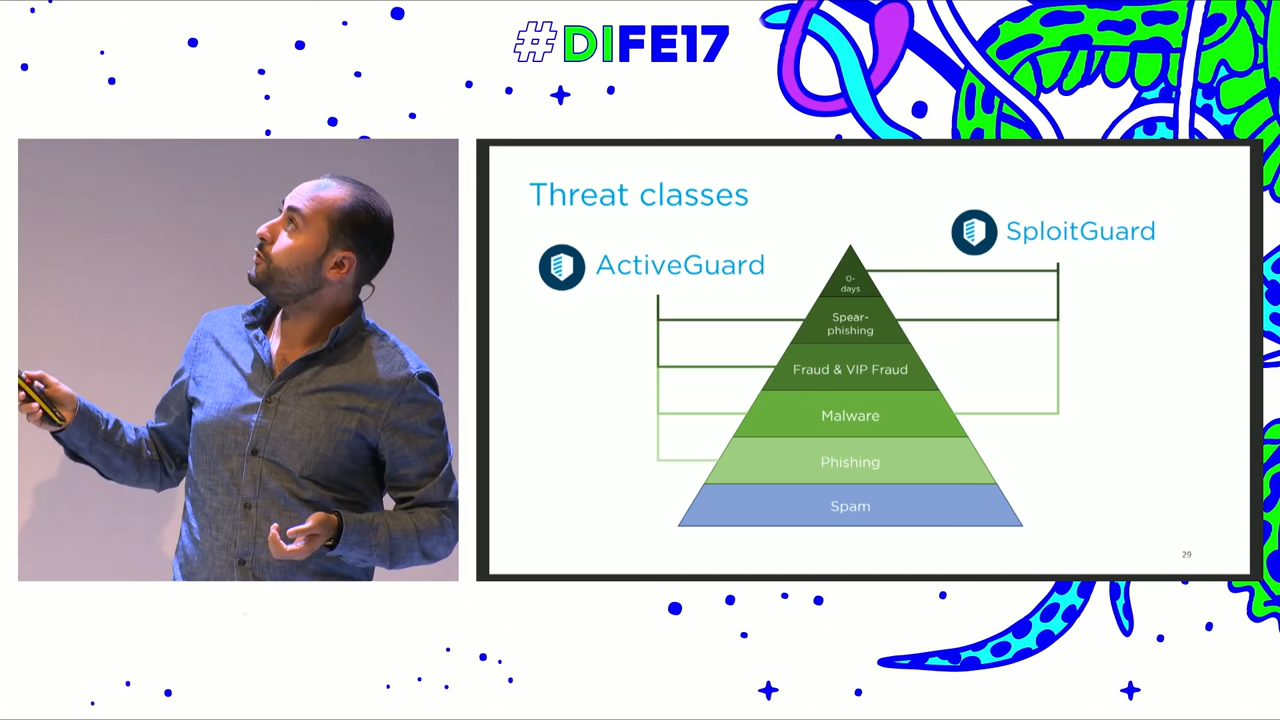 #DIFE17
Threat classes
SploitGuard
ActiveGuard
0-
days
Spear-
phishing
Fraud & VIP Fraud
Malware
Phishing
Spam
29